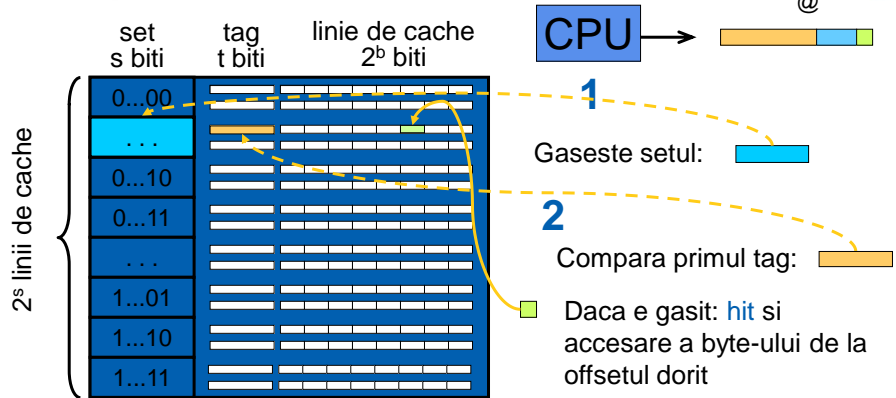 @
set
s biti
tag
t biti
linie de cache
2ᵇ biti
CPU
2ˢ linii de cache
0...00
. . .
0...10
0...11
. . .
1...01
1...10
1...11
1
Gaseste setul:
2
Compara primul tag:
Daca e gasit: hit si
accesare a byte-ului de la
offsetul dorit